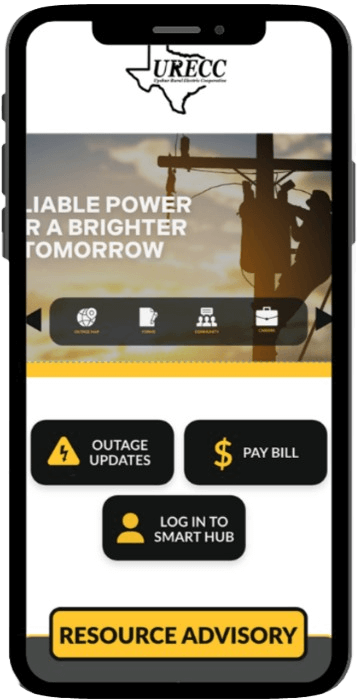 URECC
Upshur Rural Electric Cooperative
LIABLE POWER
R A BRIGHTER
TOMORROW
OUTAGE MAP
FORMS
COMMUNITY
CAREERS
OUTAGE
UPDATES
$ PAY BILL
LOG IN TO
SMART HUB
RESOURCE ADVISORY